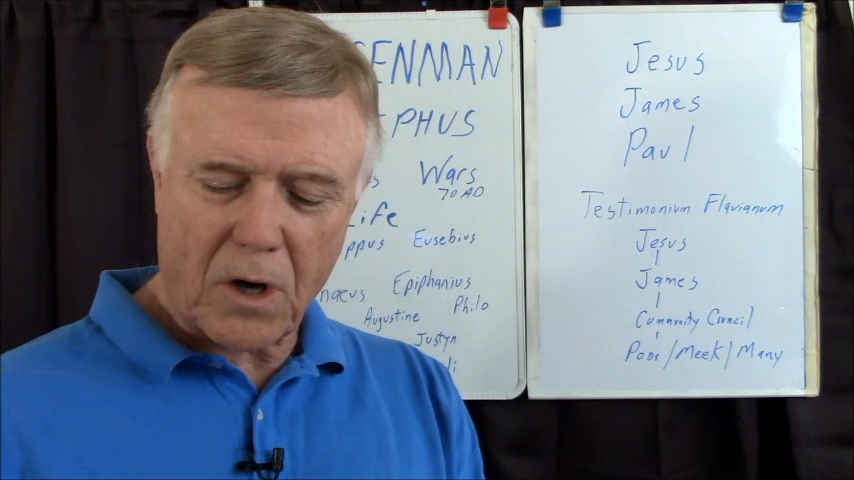 ENMAN
PHUS
Wars
70 AD
Life
ppus Eusebius
naeus Epiphanius
Augustine Philo
Justyn
li
Jesus
James
Paul
Testimonium Flavianum
Jesus
James
Community Council
Poor/Meek/Many